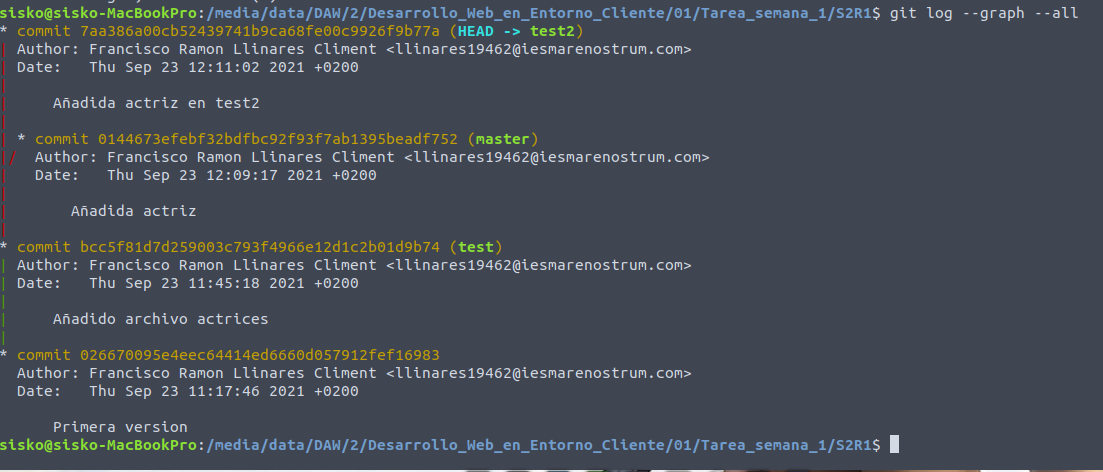 sisko@sisko-MacBookPro:/media/data/DAW/2/Desarrollo_Web_en_Entorno_Cliente/01/Tarea_semana_1/S2R1$ git log --graph --all
* commit 7aa386a00cb52439741b9ca68fe00c9926f9b77a (HEAD -> test2)
| Author: Francisco Ramon Llinares Climent <llinares19462@iesmarenostrum.com>
| Date:   Thu Sep 23 12:11:02 2021 +0200
|
|     Añadida actriz en test2
|
| * commit 0144673efebf32bdfbc92f93f7ab1395beadf752 (master)
|/  Author: Francisco Ramon Llinares Climent <llinares19462@iesmarenostrum.com>
|   Date:   Thu Sep 23 12:09:17 2021 +0200
|
|       Añadida actriz
|
* commit bcc5f81d7d259003c793f4966e12d1c2b01d9b74 (test)
| Author: Francisco Ramon Llinares Climent <llinares19462@iesmarenostrum.com>
| Date:   Thu Sep 23 11:45:18 2021 +0200
|
|     Añadido archivo actrices
|
* commit 026670095e4eec64414ed6660d057912fef16983
  Author: Francisco Ramon Llinares Climent <llinares19462@iesmarenostrum.com>
  Date:   Thu Sep 23 11:17:46 2021 +0200

      Primera version
sisko@sisko-MacBookPro:/media/data/DAW/2/Desarrollo_Web_en_Entorno_Cliente/01/Tarea_semana_1/S2R1$